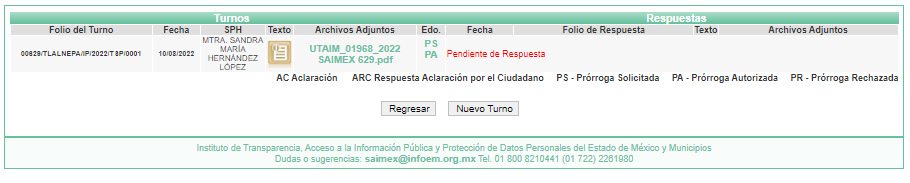 Turnos Respuestas
Folio del Turno Fecha SPH Texto Archivos Adjuntos Edo. Fecha Folio de Respuesta Texto Archivos Adjuntos
00629/TLALNEPA/IP/2022/TSP/0001 10/08/2022 MTRA. SANDRA MARÍA HERNÁNDEZ LÓPEZ UTAIM_01968_2022 SAIMEX 629.pdf PS PA Pendiente de Respuesta
AC Aclaración ARC Respuesta Aclaración por el Ciudadano PS - Prórroga Solicitada PA - Prórroga Autorizada PR - Prórroga Rechazada
Regresar Nuevo Turno
Instituto de Transparencia, Acceso a la Información Pública y Protección de Datos Personales del Estado de México y Municipios
Dudas o sugerencias: saimex@infoem.org.mx Tel. 01 800 8210441 (01 722) 2261980